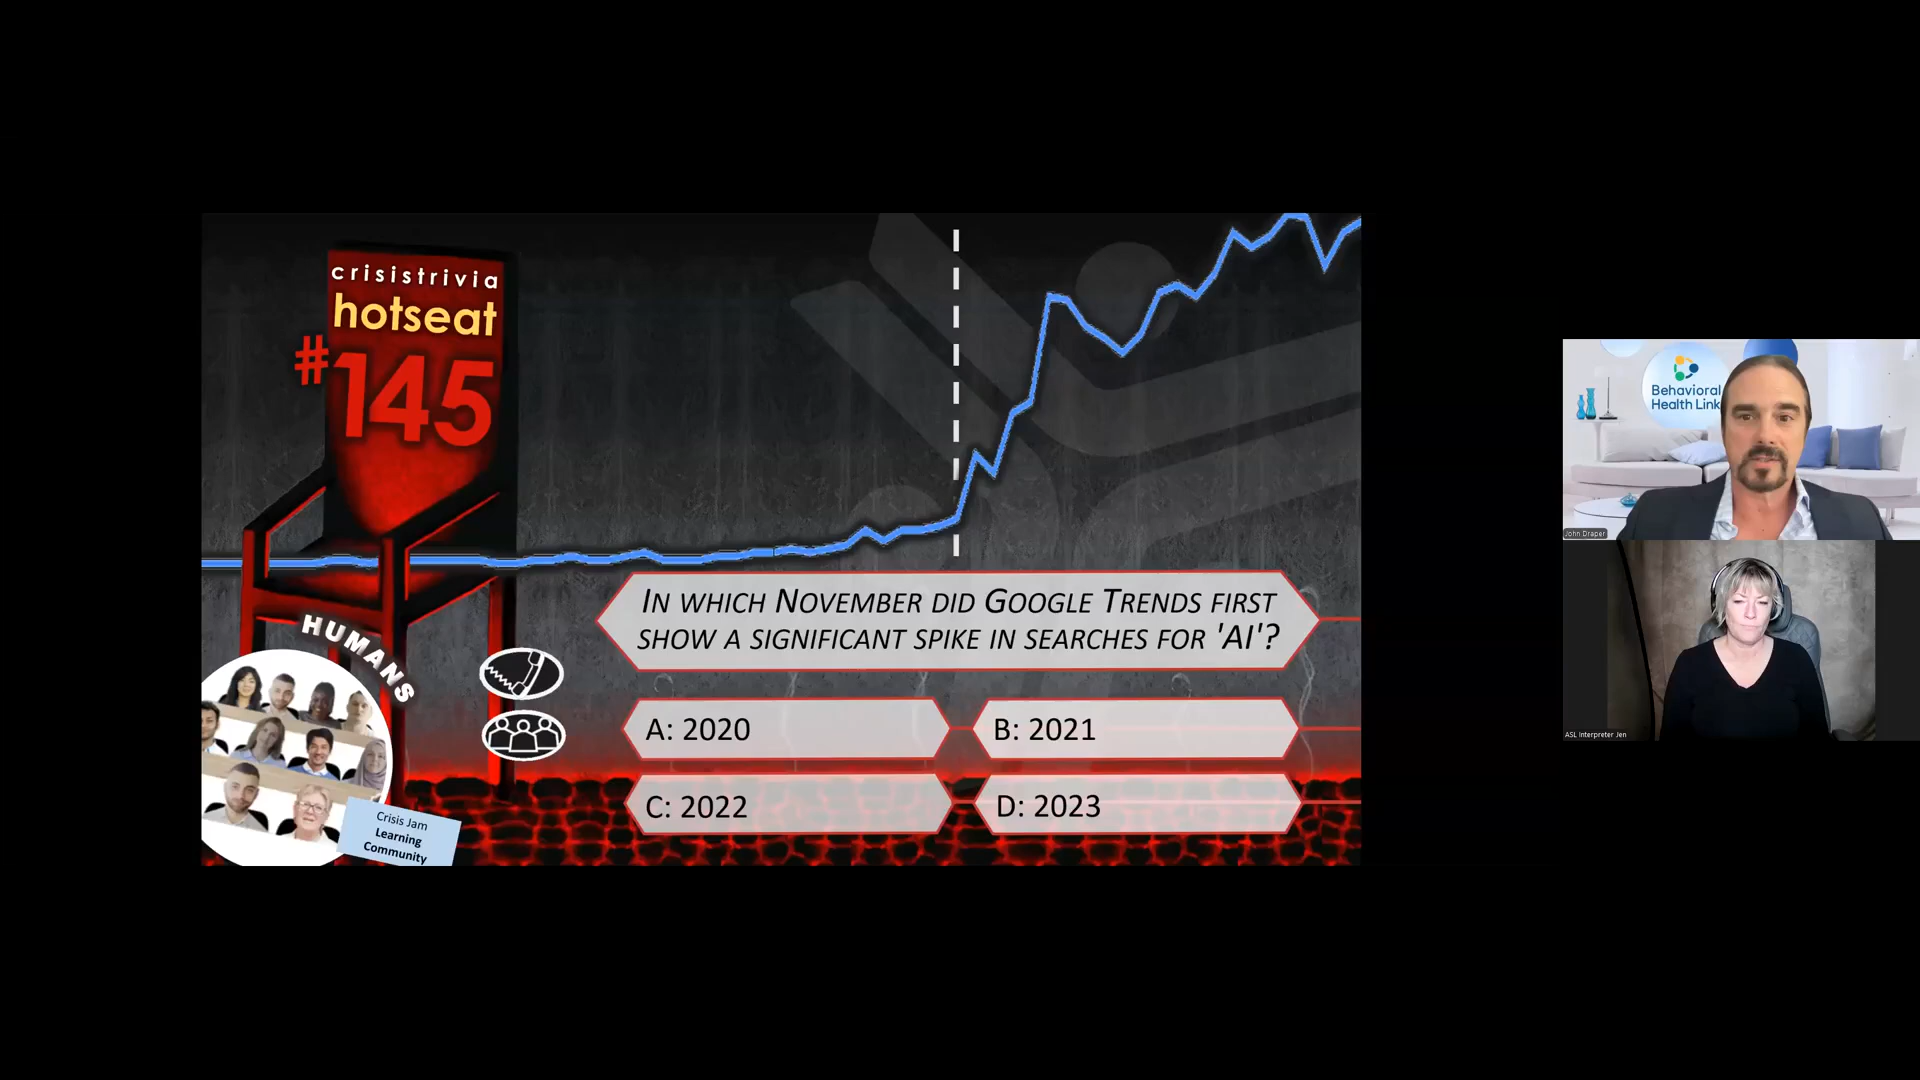 crisistrivia
hotseat
#145
IN WHICH NOVEMBER DID GOOGLE TRENDS FIRST
SHOW A SIGNIFICANT SPIKE IN SEARCHES FOR 'AI'?
A: 2020
B: 2021
C: 2022
D: 2023
HUMANS
Crisis Jam
Learning
Community
Behavioral
Health Link
John Draper
ASL Interpreter Jen